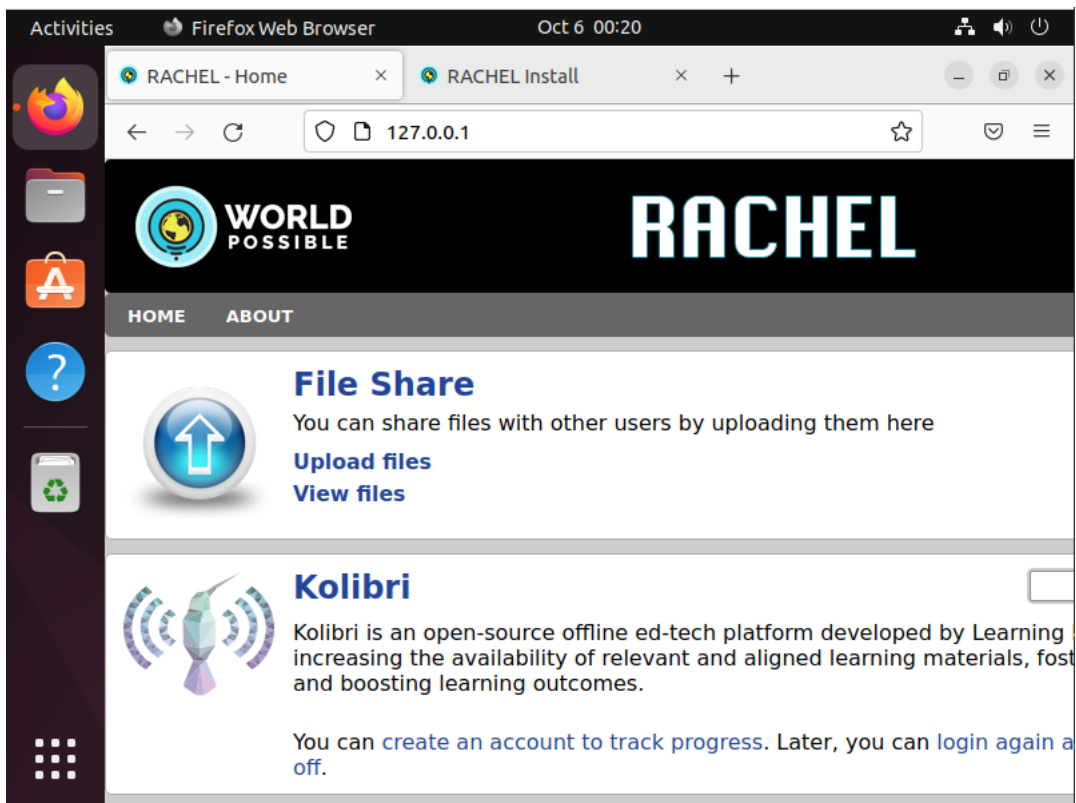 Activities Firefox Web Browser Oct 6 00:20
RACHEL - Home RACHEL Install
127.0.0.1
WORLD
POSSIBLE
RACHEL
HOME ABOUT
File Share
You can share files with other users by uploading them here
Upload files
View files
Kolibri
Kolibri is an open-source offline ed-tech platform developed by Learning
increasing the availability of relevant and aligned learning materials, fost
and boosting learning outcomes.
You can create an account to track progress. Later, you can login again a
off.